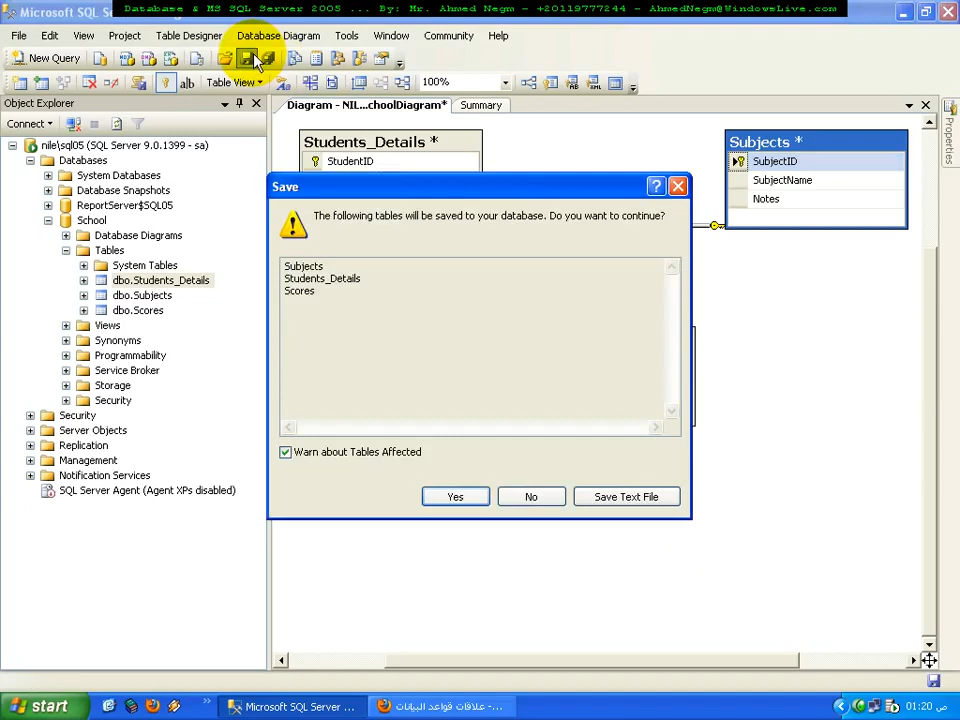 Microsoft SQL Se
Database & MS SQL Server 2005 ... By: Mr. Ahmed Negm - +20119777244 - AhmedNegm@WindowsLive.com
File Edit View Project Table Designer Database Diagram Tools Window Community Help
New Query
Table View 100%
Object Explorer
Connect
nile\sql05 (SQL Server 9.0.1399 - sa)
Databases
System Databases
Database Snapshots
ReportServer$SQL05
School
Database Diagrams
Tables
System Tables
dbo.Students_Details
dbo.Subjects
dbo.Scores
Views
Synonyms
Programmability
Service Broker
Storage
Security
Security
Server Objects
Replication
Management
Notification Services
SQL Server Agent (Agent XPs disabled)
Diagram - NIL...choolDiagram* Summary
Students_Details *
StudentID
Subjects *
SubjectID
SubjectName
Notes
Save
The following tables will be saved to your database. Do you want to continue?
Subjects
Students_Details
Scores
Warn about Tables Affected
Yes No Save Text File
Properties
start
Microsoft SQL Server ...
علاقات قواعد البيانات -...
01:20 ص